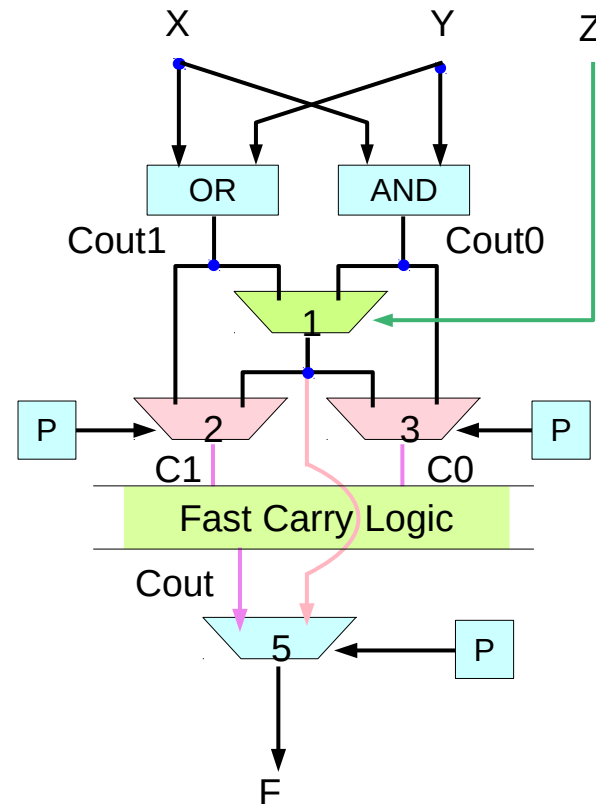 X Y Z
OR AND
Cout1 Cout0
1
P 2 3 P
C1 C0
Fast Carry Logic
Cout
5 P
F